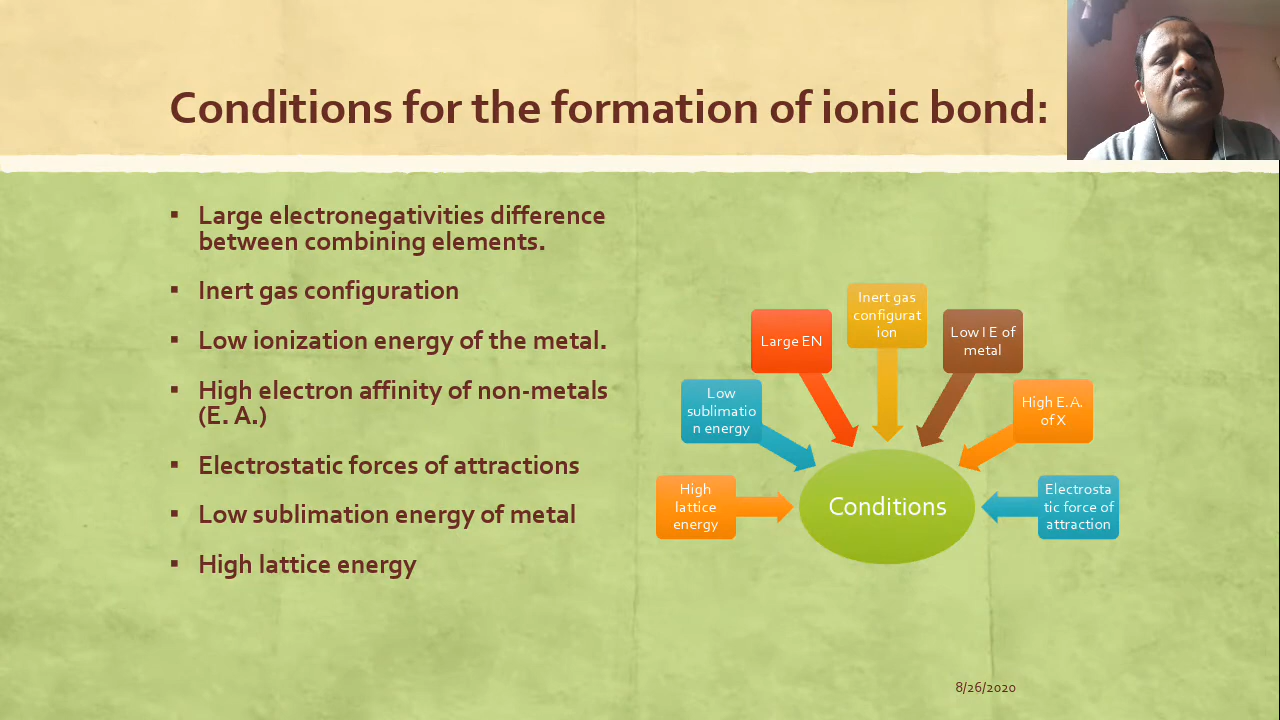 Conditions for the formation of ionic bond:
▪ Large electronegativities difference
between combining elements.
▪ Inert gas configuration
▪ Low ionization energy of the metal.
▪ High electron affinity of non-metals
(E. A.)
▪ Electrostatic forces of attractions
▪ Low sublimation energy of metal
▪ High lattice energy
High
lattice
energy
Low
sublimatio
n energy
Large EN
Inert gas
configurat
ion
Low I E of
metal
High E.A.
of X
Electrosta
tic force of
attraction
Conditions
8/26/2020